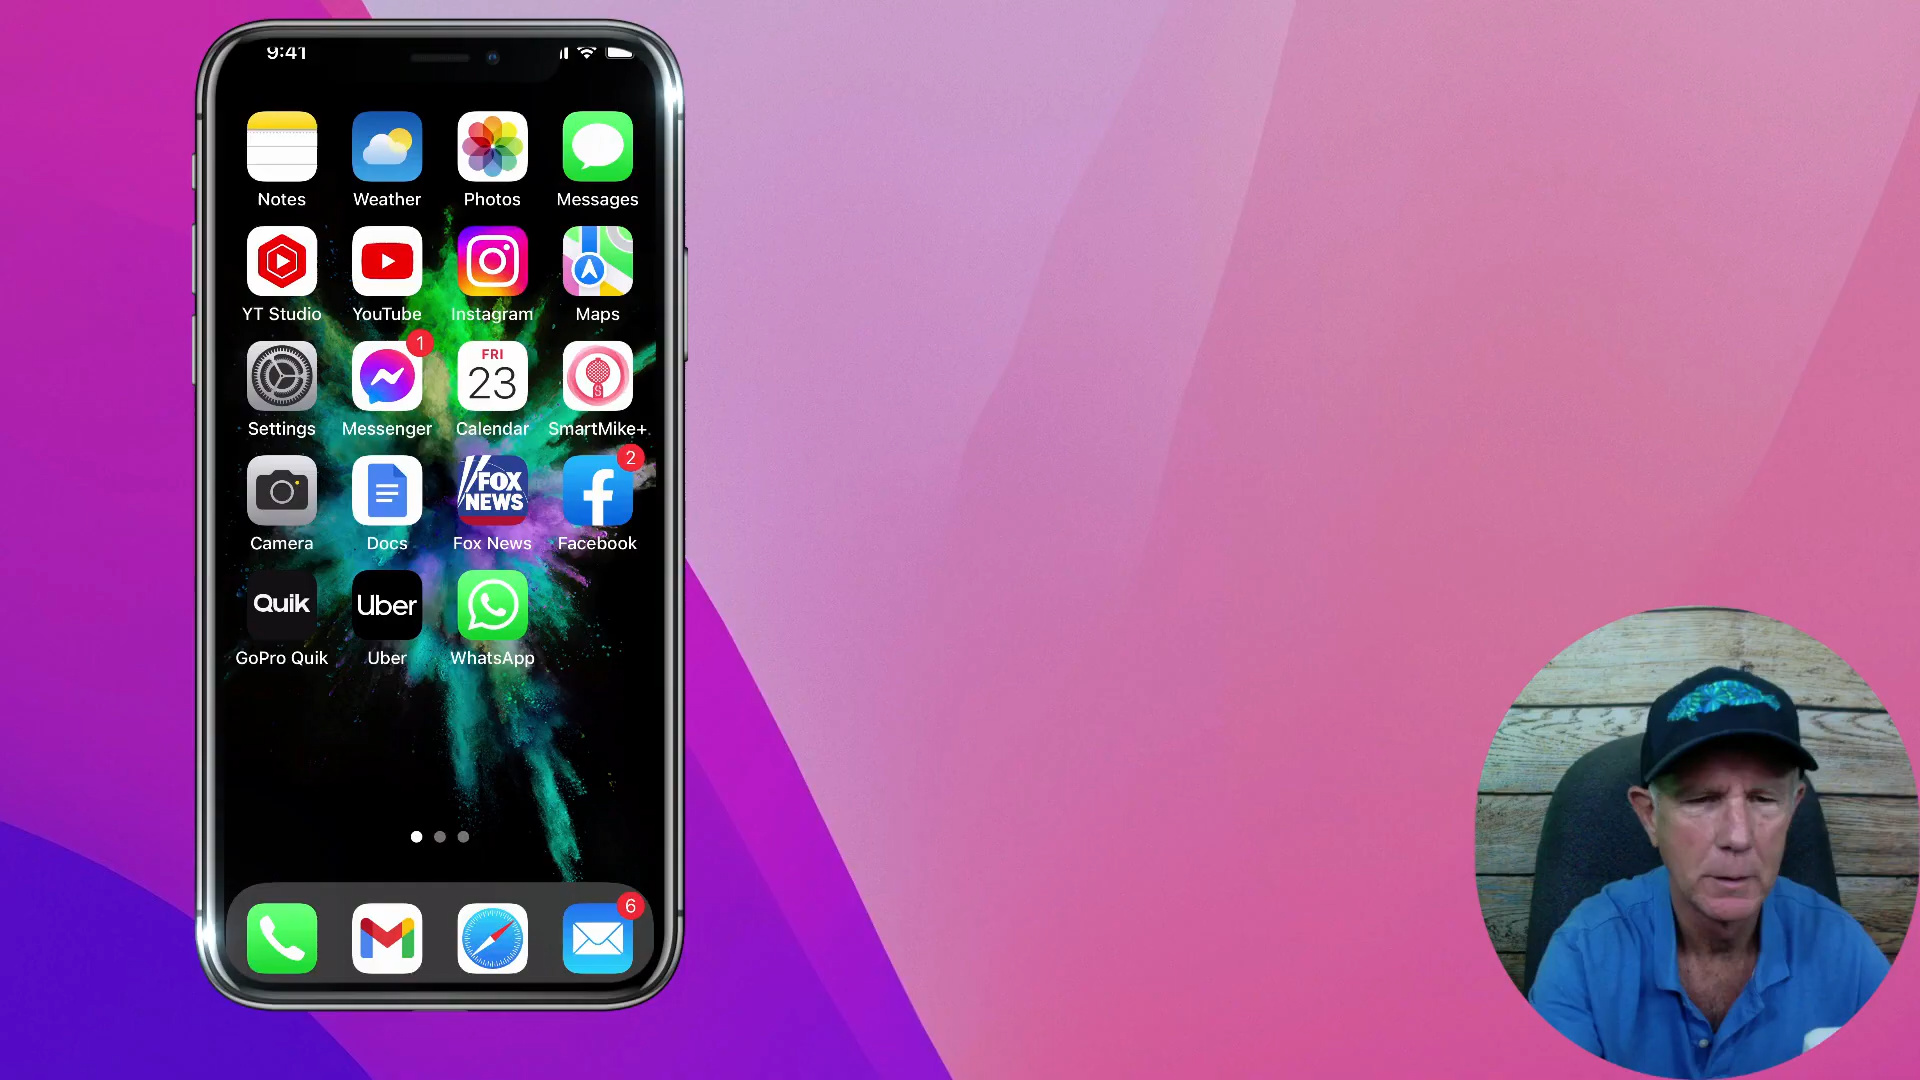 9:41
Notes Weather Photos Messages
YT Studio YouTube Instagram Maps
1
FRI
23
S
Settings Messenger Calendar SmartMike+
2
FOX
NEWS
Camera Docs Fox News Facebook
Quik Uber
GoPro Quik Uber WhatsApp
6